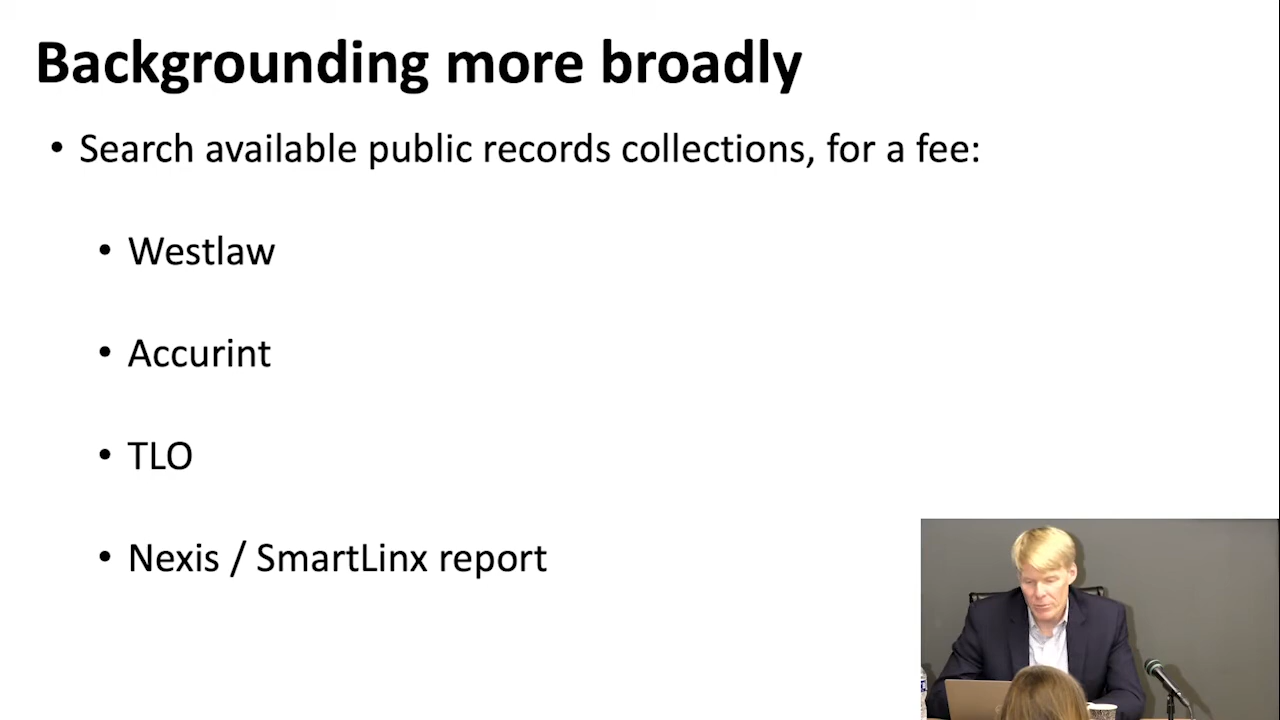 Backgrounding more broadly
• Search available public records collections, for a fee:
• Westlaw
• Accurint
• TLO
• Nexis / SmartLinx report